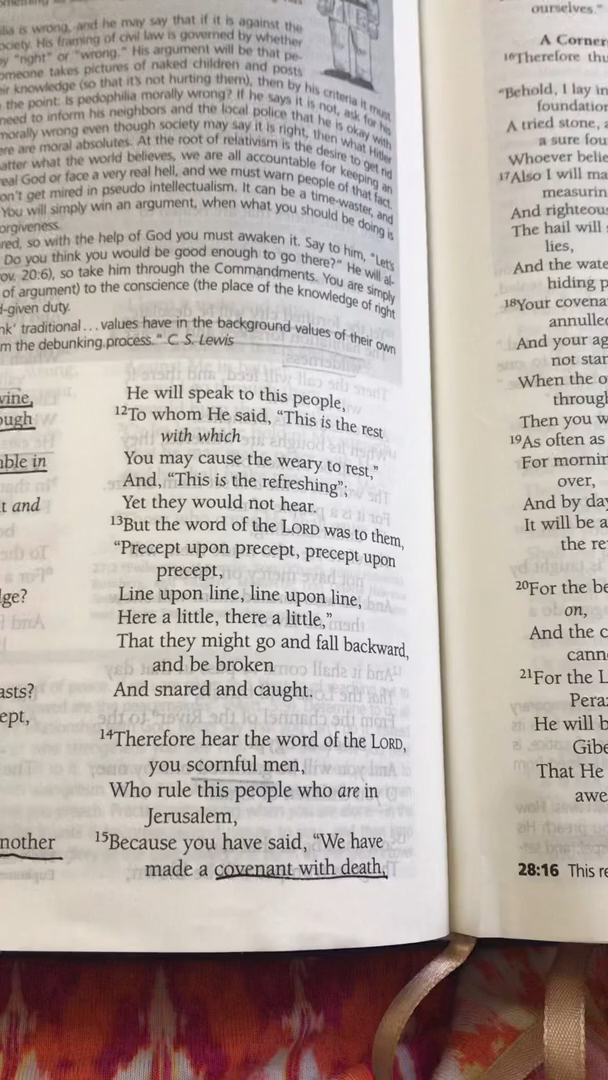 ilia is wrong, and he may say that if it is against the
ociety. His framing of civil law is governed by whether
by "right" or "wrong." His argument will be that pe-
omeone takes pictures of naked children and posts
eir knowledge (so that it's not hurting them), then by his criteria it must
the point: Is pedophilia morally wrong? If he says it is not, ask for his
need to inform his neighbors and the local police that he is okay with
morally wrong even though society may say it is right, then what Hitler
ere are moral absolutes. At the root of relativism is the desire to get rid
atter what the world believes, we are all accountable for keeping an
real God or face a very real hell, and we must warn people of that fact.
on't get mired in pseudo intellectualism. It can be a time-waster, and
You will simply win an argument, when what you should be doing is
orgiveness.
red, so with the help of God you must awaken it. Say to him, "Let's
Do you think you would be good enough to go there?" He will al-
ov. 20:6), so take him through the Commandments. You are simply
of argument) to the conscience (the place of the knowledge of right
d-given duty.
nk' traditional . . . values have in the background values of their own
m the debunking process." C. S. Lewis
vine,
ough
able in
t and
ge?
asts?
ept,
nother
He will speak to this people,
12To whom He said, "This is the rest
with which
You may cause the weary to rest,"
And, "This is the refreshing";
Yet they would not hear.
13But the word of the LORD was to them,
"Precept upon precept, precept upon
precept,
Line upon line, line upon line,
Here a little, there a little,"
That they might go and fall backward,
and be broken
And snared and caught.
14Therefore hear the word of the LORD,
you scornful men,
Who rule this people who are in
Jerusalem,
15Because you have said, "We have
made a covenant with death,
ourselves."
A Corner
16Therefore thu
"Behold, I lay in
foundation
A tried stone, a
a sure fou
Whoever belie
17Also I will ma
measurin
And righteou
The hail will s
lies,
And the wate
hiding p
18Your covena
annulled
And your ag
not star
When the o
through
Then you w
19As often as
For mornin
over,
And by da
It will be a
the re
20For the be
on,
And the c
cann
21For the L
Pera
He will b
Gibe
That He
awe
28:16 This re